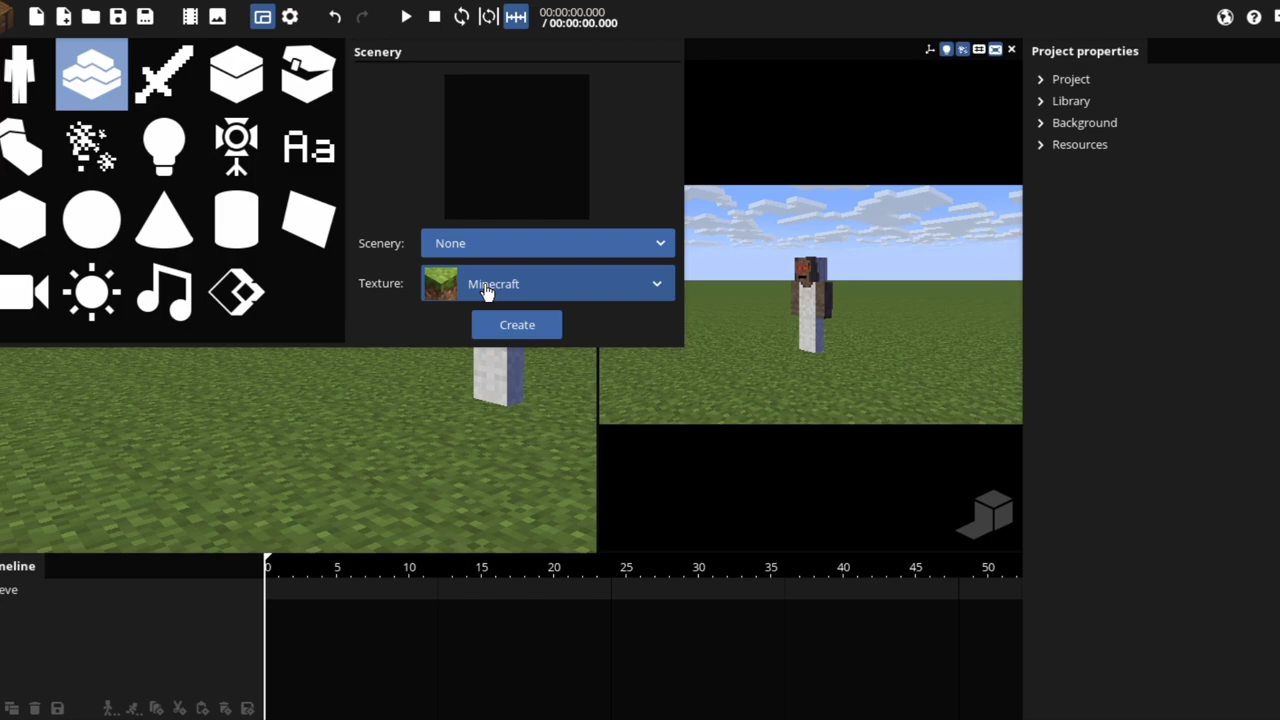 00:00:00.000
/ 00:00:00.000
Scenery
Aa
Scenery:
None
Texture:
Minecraft
Create
Project properties
Project
Library
Background
Resources
meline
eve
0 5 10 15 20 25 30 35 40 45 50